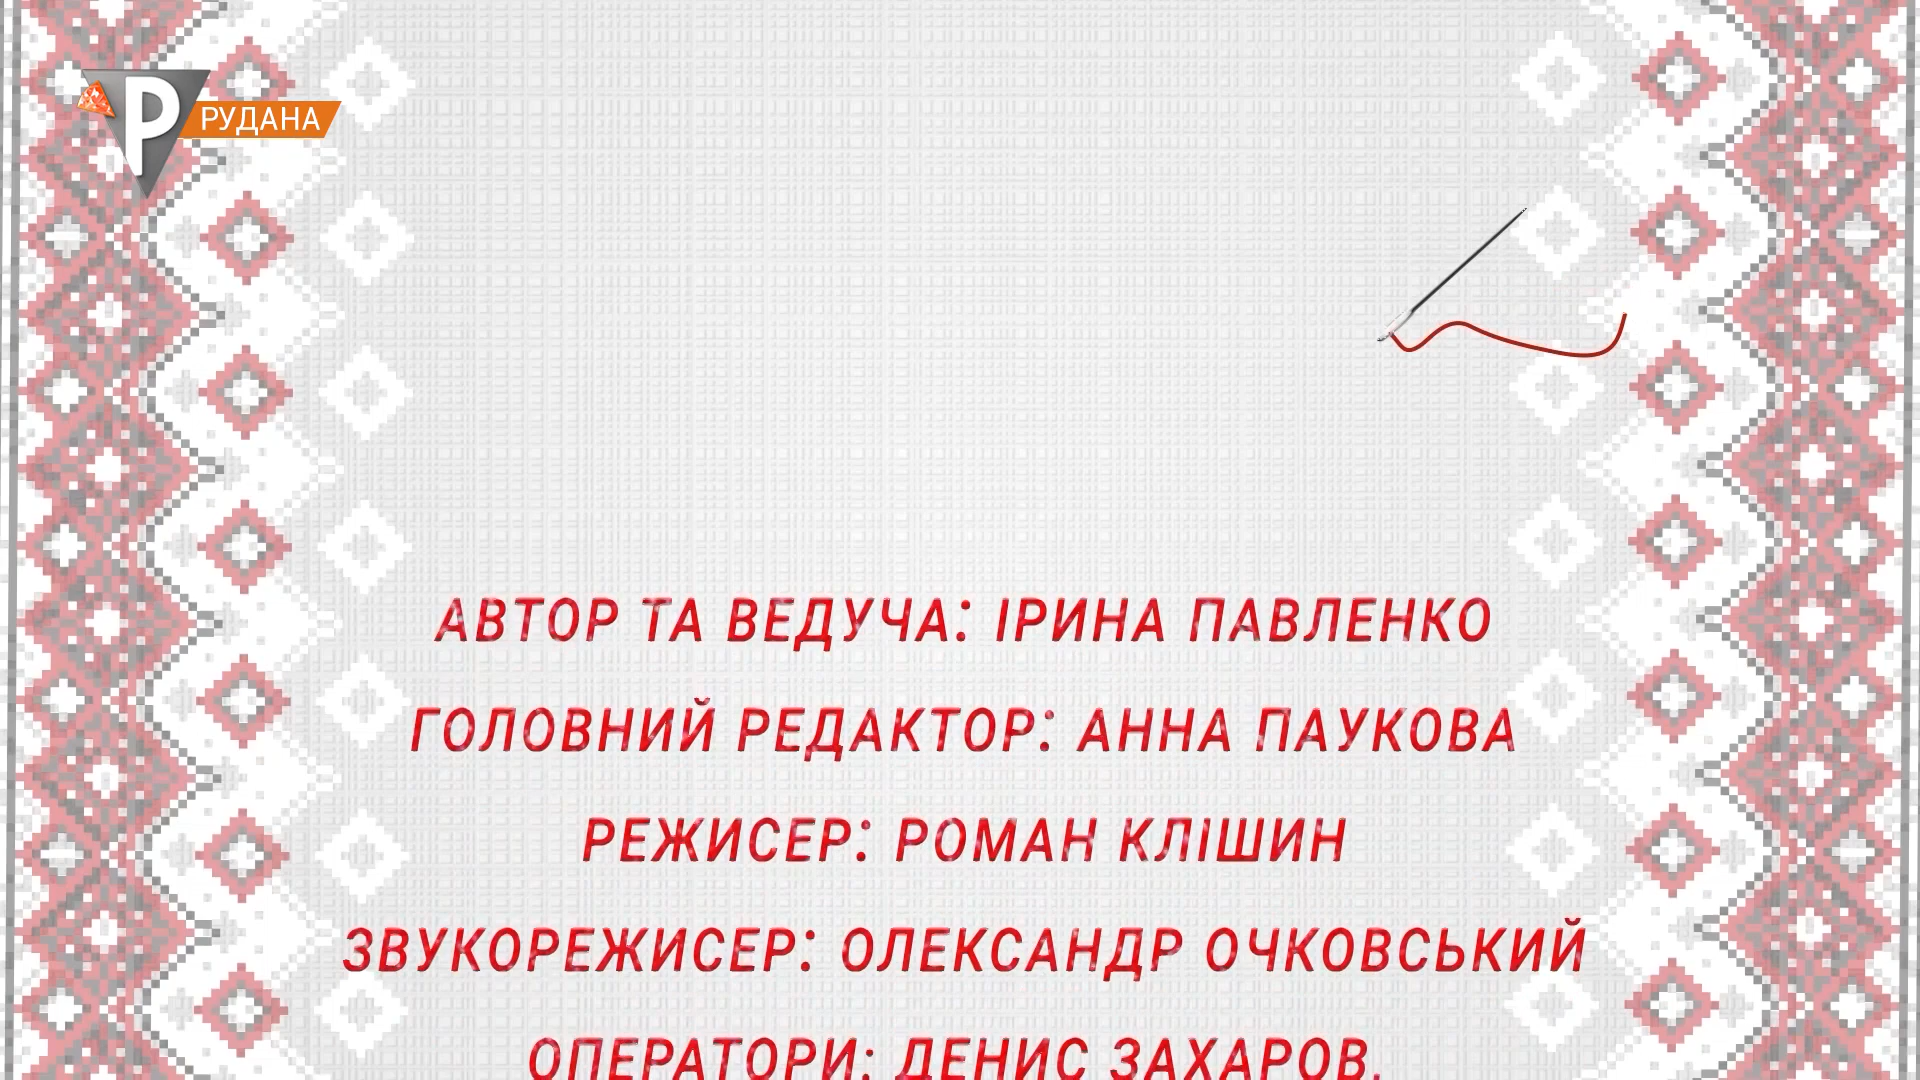 Р
РУДАНА
АВТОР ТА ВЕДУЧА: ІРИНА ПАВЛЕНКО
ГОЛОВНИЙ РЕДАКТОР: АННА ПАУКОВА
РЕЖИСЕР: РОМАН КЛІШИН
ЗВУКОРЕЖИСЕР: ОЛЕКСАНДР ОЧКОВСЬКИЙ
ОПЕРАТОРИ: ДЕНИС ЗАХАРОВ,